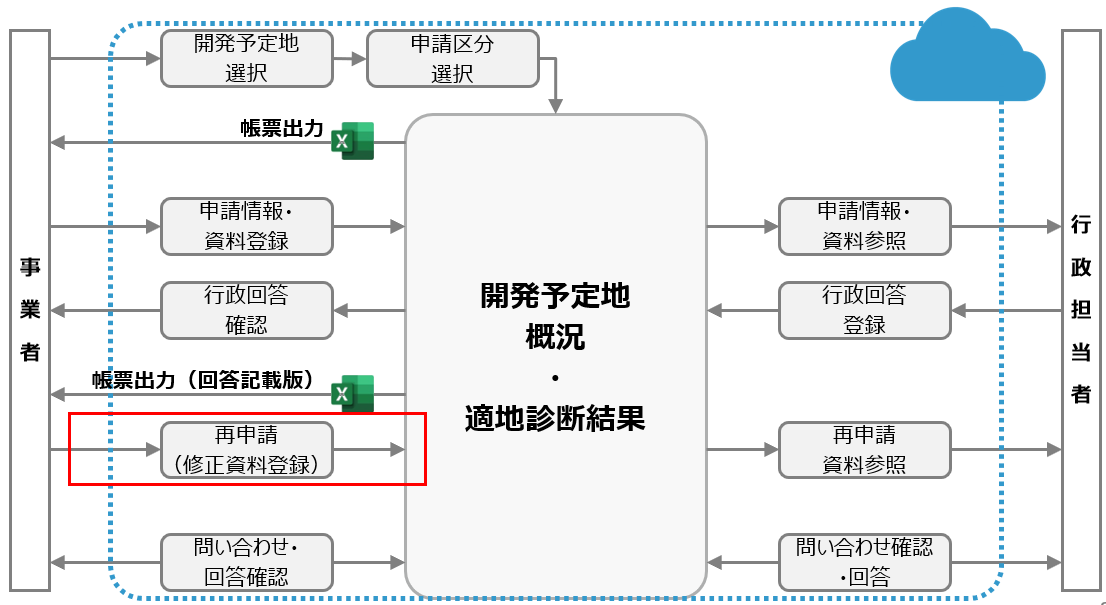 開発予定地
選択
申請区分
選択
帳票出力
申請情報・
資料登録
行政回答
確認
帳票出力（回答記載版）
再申請
（修正資料登録）
問い合わせ・
回答確認
事業者
開発予定地
概況
・
適地診断結果
申請情報・
資料参照
行政回答
登録
再申請
資料参照
問い合わせ確認
・回答
行政担当者